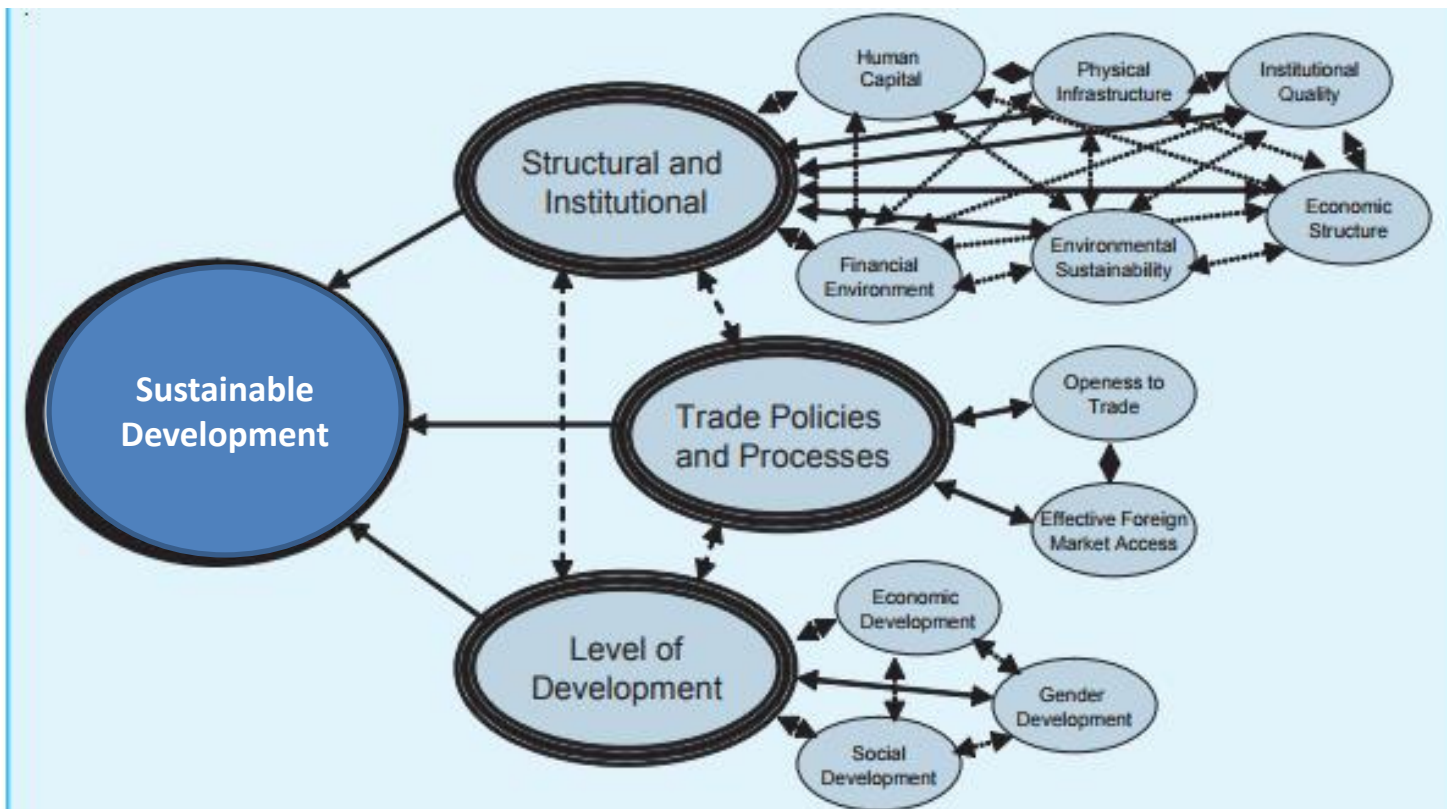 Human
Capital
Physical
Infrastructure
Institutional
Quality
Structural and
Institutional
Economic
Structure
Financial
Environment
Environmental
Sustainability
Sustainable
Development
Trade Policies
and Processes
Openess to
Trade
Effective Foreign
Market Access
Level of
Development
Economic
Development
Gender
Development
Social
Development